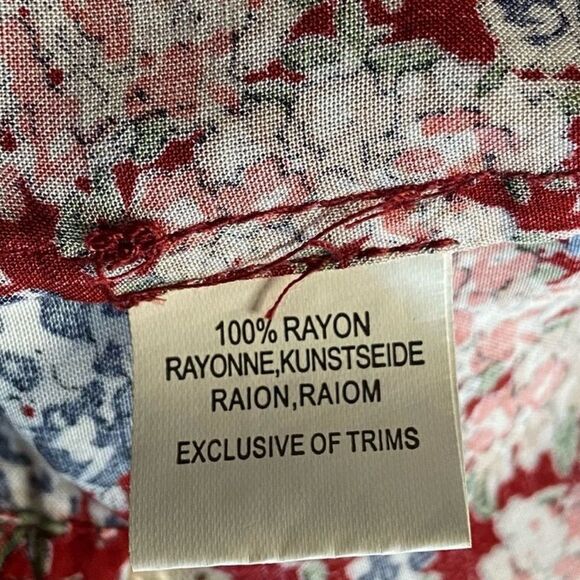 100% RAYON
RAYONNE,KUNSTSEIDE
RAION,RAIOM
EXCLUSIVE OF TRIMS